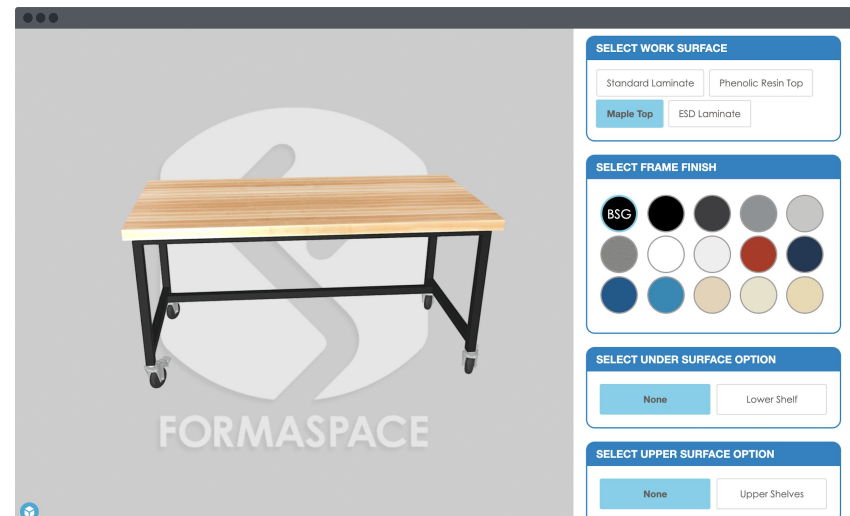 SELECT WORK SURFACE
Standard Laminate
Phenolic Resin Top
Maple Top
ESD Laminate
SELECT FRAME FINISH
BSG
SELECT UNDER SURFACE OPTION
None
Lower Shelf
SELECT UPPER SURFACE OPTION
None
Upper Shelves
FORMASPACE